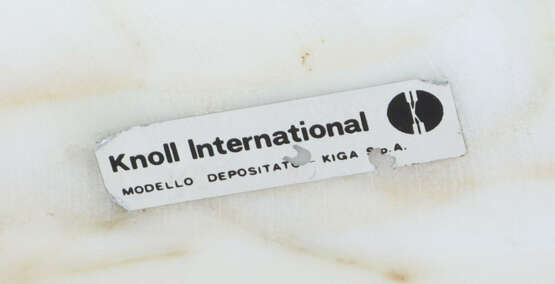 Knoll International
MODELLO DEPOSITATO - KIGA S.p.A.